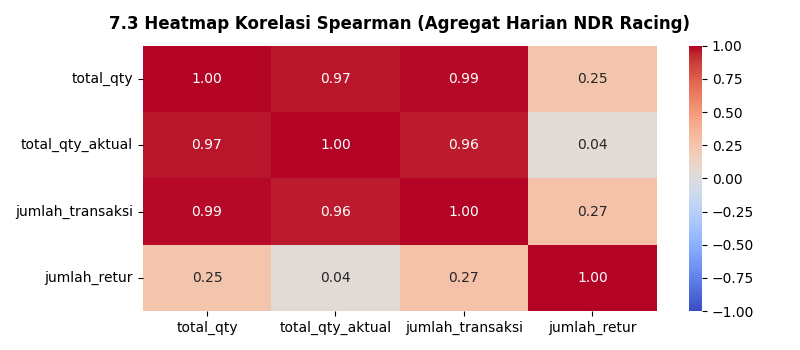 7.3 Heatmap Korelasi Spearman (Agregat Harian NDR Racing)
total_qty 1.00 0.97 0.99 0.25
total_qty_aktual 0.97 1.00 0.96 0.04
jumlah_transaksi 0.99 0.96 1.00 0.27
jumlah_retur 0.25 0.04 0.27 1.00
total_qty total_qty_aktual jumlah_transaksi jumlah_retur
1.00
0.75
0.50
0.25
0.00
−0.25
−0.50
−0.75
−1.00